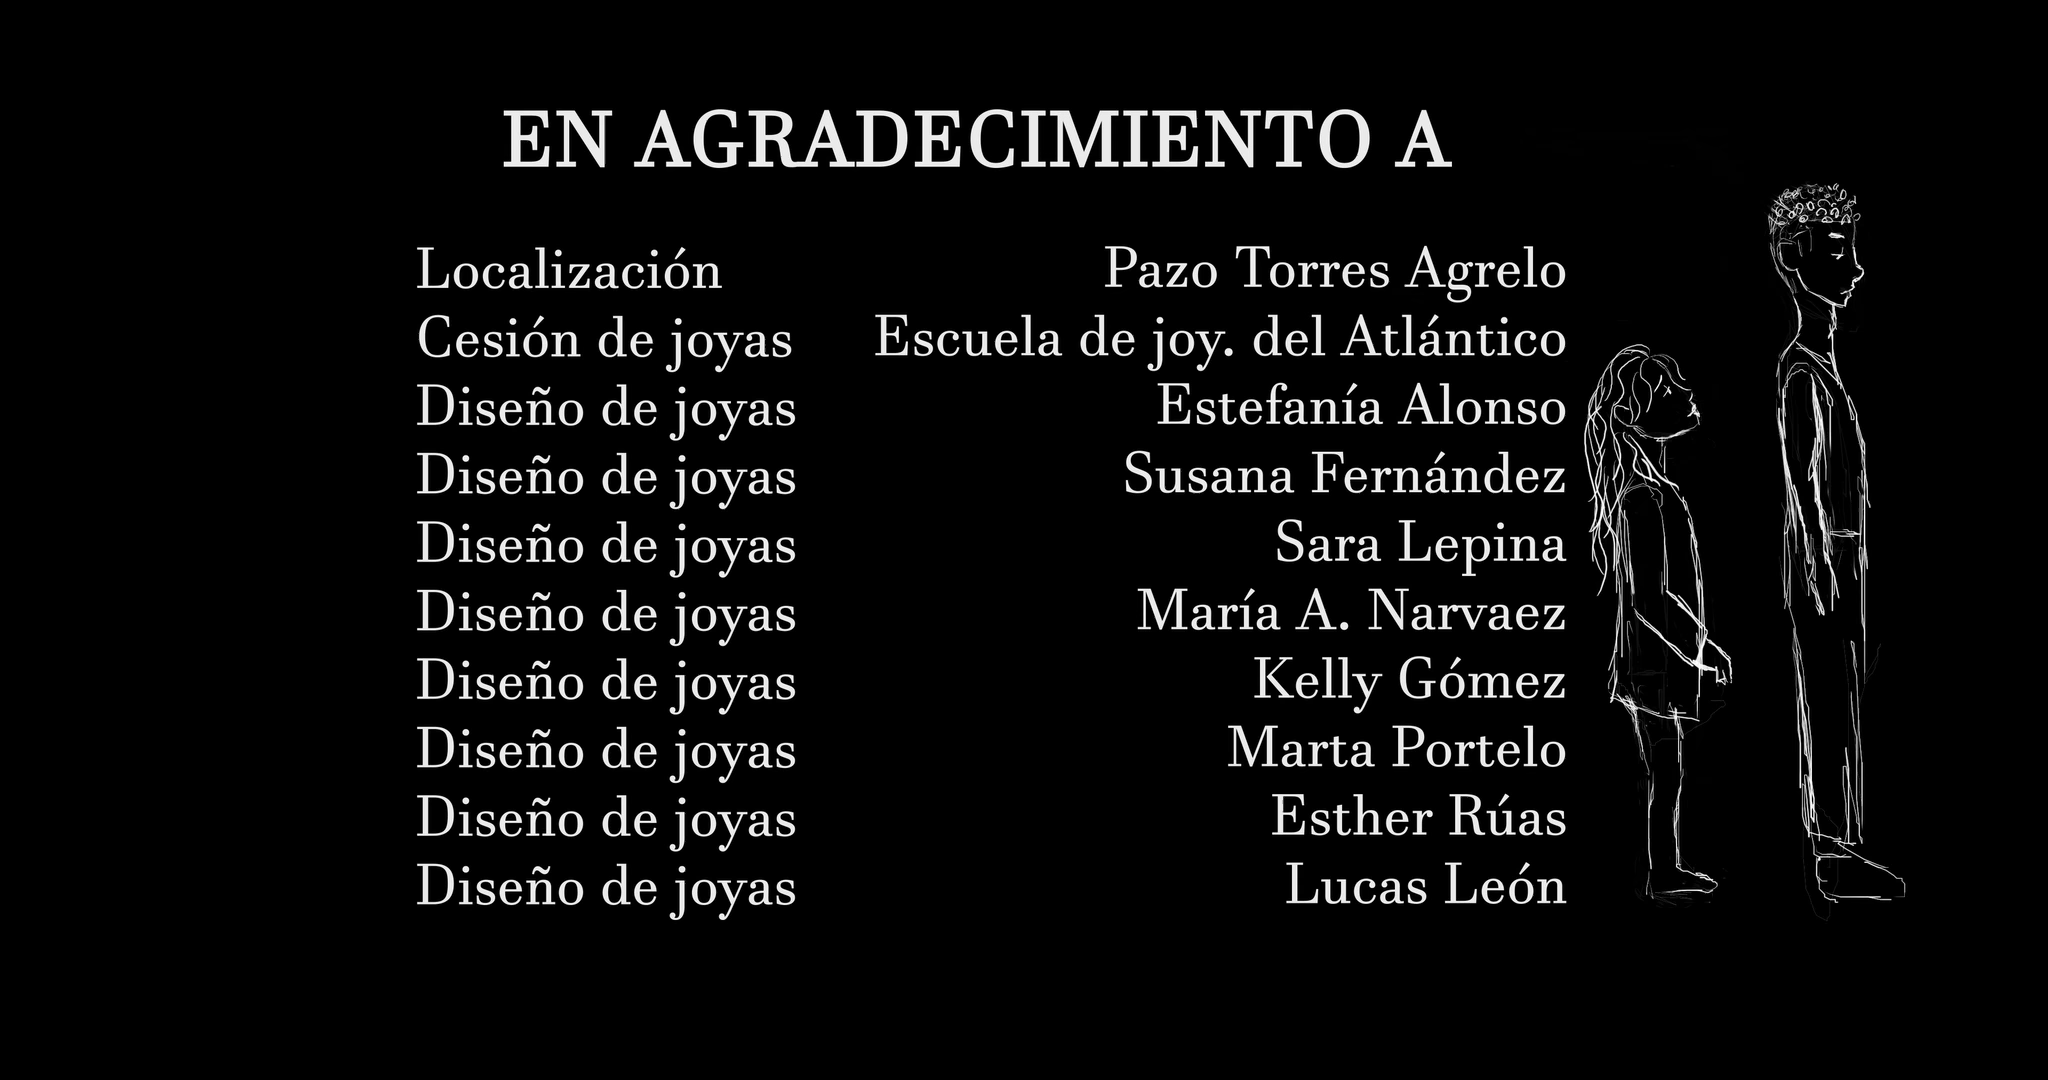 EN AGRADECIMIENTO A
Localización Pazo Torres Agrelo
Cesión de joyas Escuela de joy. del Atlántico
Diseño de joyas Estefanía Alonso
Diseño de joyas Susana Fernández
Diseño de joyas Sara Lepina
Diseño de joyas María A. Narvaez
Diseño de joyas Kelly Gómez
Diseño de joyas Marta Portelo
Diseño de joyas Esther Rúas
Diseño de joyas Lucas León